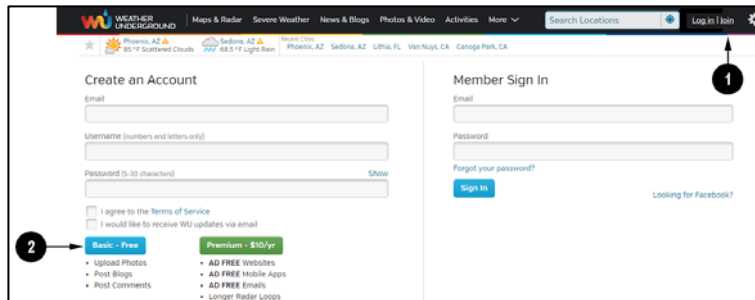 WEATHER UNDERGROUND Maps & Radar Severe Weather News & Blogs Photos & Video Activities More Search Locations Log in | Join
Phoenix, AZ
85 °F Scattered Clouds
Sedona, AZ
68.5 °F Light Rain
Recent Cities
Phoenix, AZ Sedona, AZ Lithia, FL Van Nuys, CA Canoga Park, CA
1
Create an Account
Email
Username (numbers and letters only)
Password (5-30 characters) Show
I agree to the Terms of Service
I would like to receive WU updates via email
2
Basic - Free
• Upload Photos
• Post Blogs
• Post Comments
Premium - $10/yr
• AD FREE Websites
• AD FREE Mobile Apps
• AD FREE Emails
• Longer Radar Loops
Member Sign In
Email
Password
Forgot your password?
Sign In
Looking for Facebook?